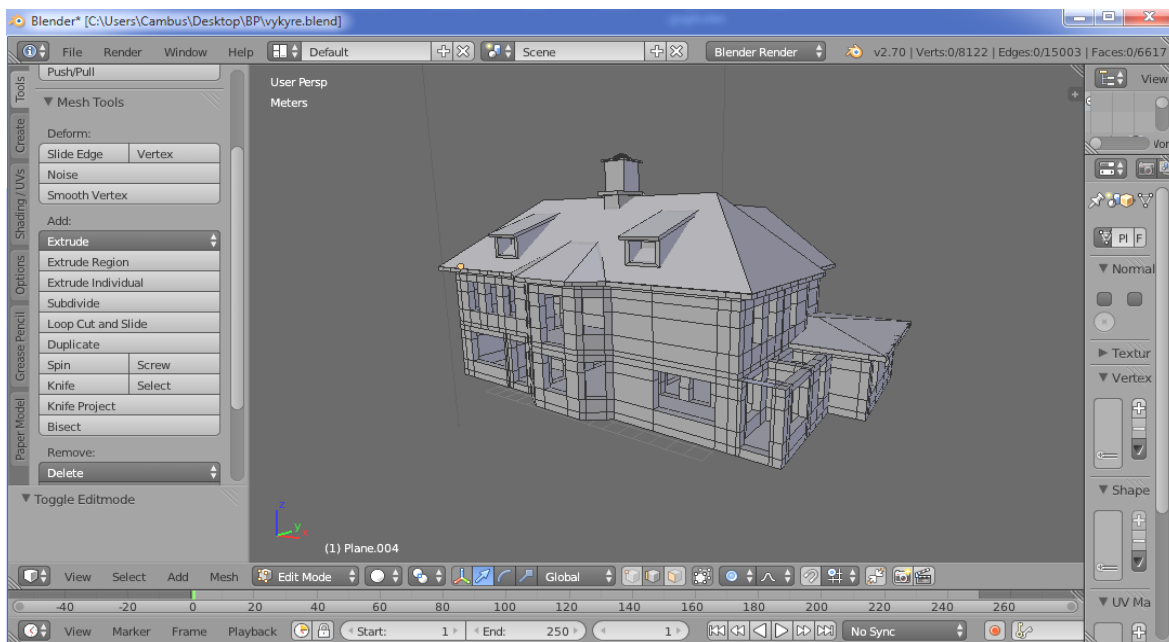 Blender* [C:\Users\Cambus\Desktop\BP\vykyre.blend]
File Render Window Help Default Scene Blender Render v2.70 | Verts:0/8122 | Edges:0/15003 | Faces:0/6617
Tools
Create
Shading / UVs
Options
Grease Pencil
Paper Model
Push/Pull
Mesh Tools
Deform:
Slide Edge Vertex
Noise
Smooth Vertex
Add:
Extrude
Extrude Region
Extrude Individual
Subdivide
Loop Cut and Slide
Duplicate
Spin Screw
Knife Select
Knife Project
Bisect
Remove:
Delete
Toggle Editmode
User Persp
Meters
z
y
x
(1) Plane.004
View
Wor
Pl F
Normal
Textur
Vertex
Shape
UV Ma
View Select Add Mesh Edit Mode Global
-40 -20 0 20 40 60 80 100 120 140 160 180 200 220 240 260
View Marker Frame Playback Start: 1 End: 250 1 No Sync